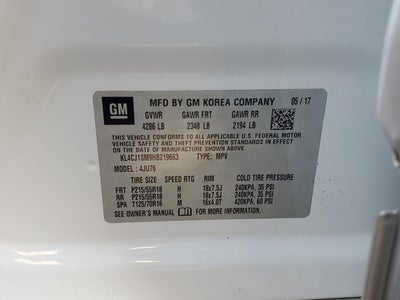 GM
MFD BY GM KOREA COMPANY 05/17
GVWR GAWR FRT GAWR RR
4286 LB 2348 LB 2194 LB
THIS VEHICLE CONFORMS TO ALL APPLICABLE U.S. FEDERAL MOTOR
VEHICLE SAFETY AND THEFT PREVENTION STANDARDS IN EFFECT ON
THE DATE OF MANUFACTURE SHOWN ABOVE.
KL4CJ1SM9HB219663 TYPE: MPV
MODEL: 4JU76
TIRE SIZE SPEED RTG RIM COLD TIRE PRESSURE
FRT P215/55R18 H 18x7.5J 240KPA, 35 PSI
RR P215/55R18 H 18x7.5J 240KPA, 35 PSI
SPA T125/70R16 M 16x4.0T 420KPA, 60 PSI
SEE OWNER'S MANUAL FOR ADDITIONAL INFORMATION.